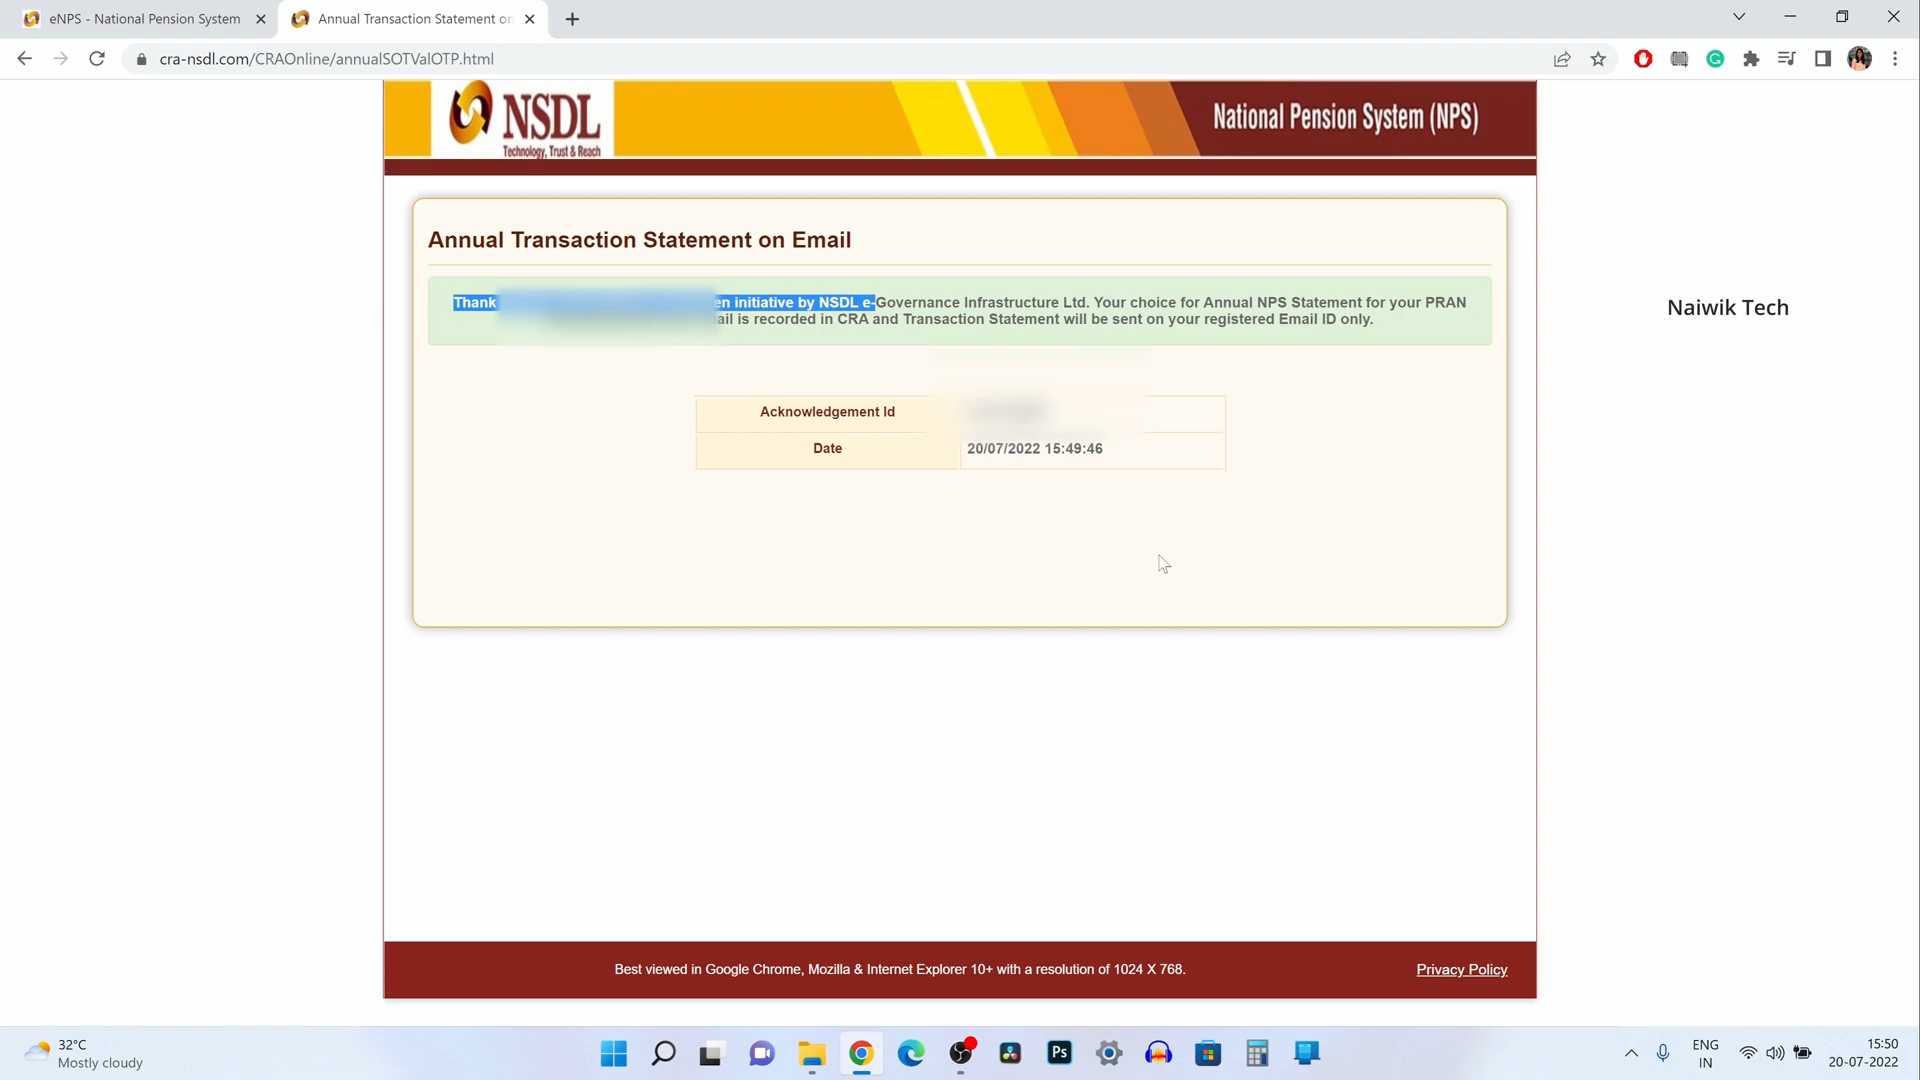 eNPS - National Pension System
Annual Transaction Statement on
cra-nsdl.com/CRAOnline/annualSOTValOTP.html
NSDL
Technology, Trust & Reach
National Pension System (NPS)
Annual Transaction Statement on Email
Thank en initiative by NSDL e-Governance Infrastructure Ltd. Your choice for Annual NPS Statement for your PRAN
ail is recorded in CRA and Transaction Statement will be sent on your registered Email ID only.
Naiwik Tech
Acknowledgement Id
Date 20/07/2022 15:49:46
Best viewed in Google Chrome, Mozilla & Internet Explorer 10+ with a resolution of 1024 X 768.
Privacy Policy
32°C
Mostly cloudy
Ps
ENG
IN
15:50
20-07-2022